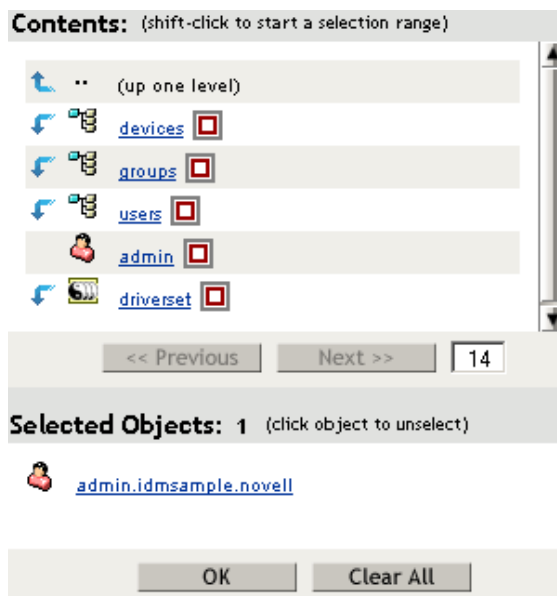 Contents: (shift-click to start a selection range)
.. (up one level)
devices
groups
users
admin
driverset
<< Previous Next >> 14
Selected Objects: 1 (click object to unselect)
admin.idmsample.novell
OK Clear All